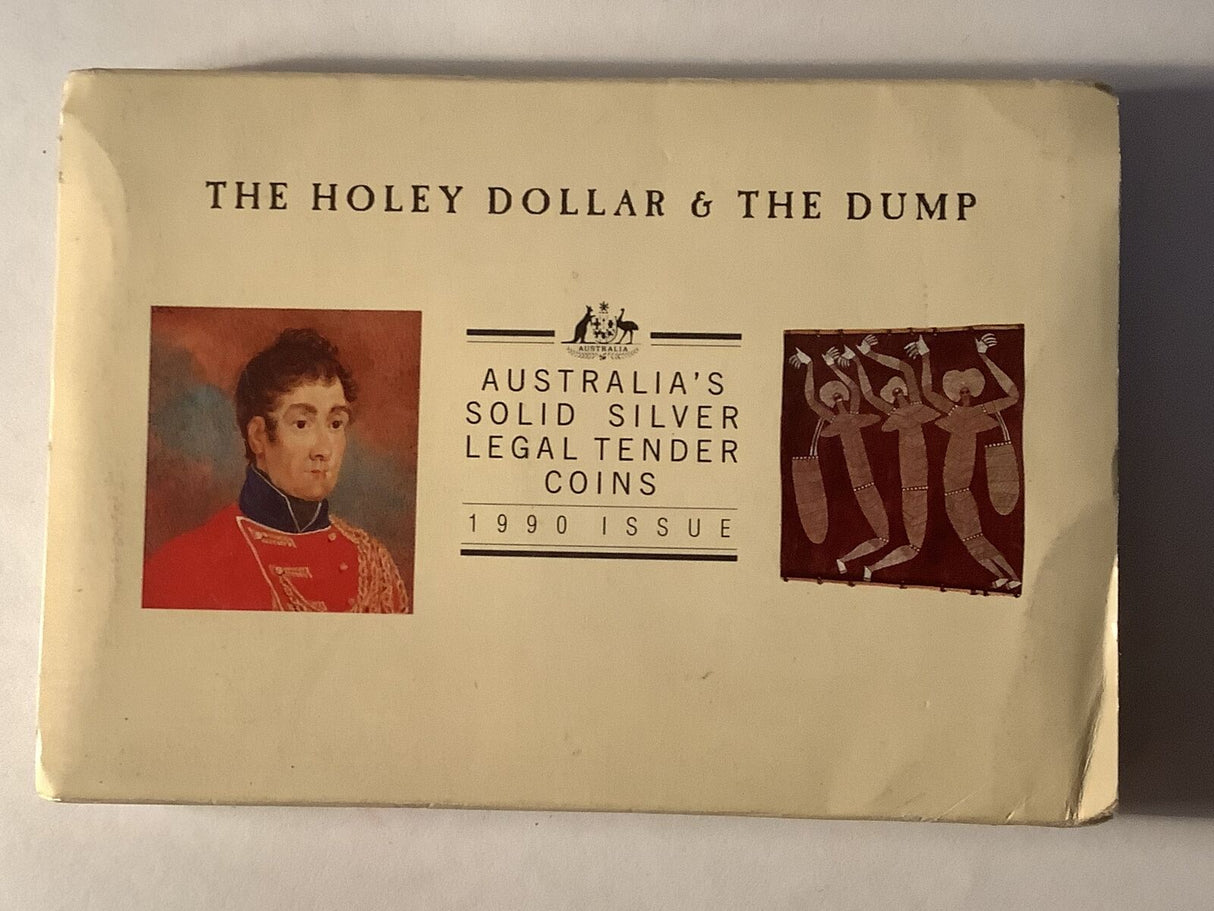 THE HOLEY DOLLAR & THE DUMP
AUSTRALIA
AUSTRALIA'S
SOLID SILVER
LEGAL TENDER
COINS
1990 ISSUE